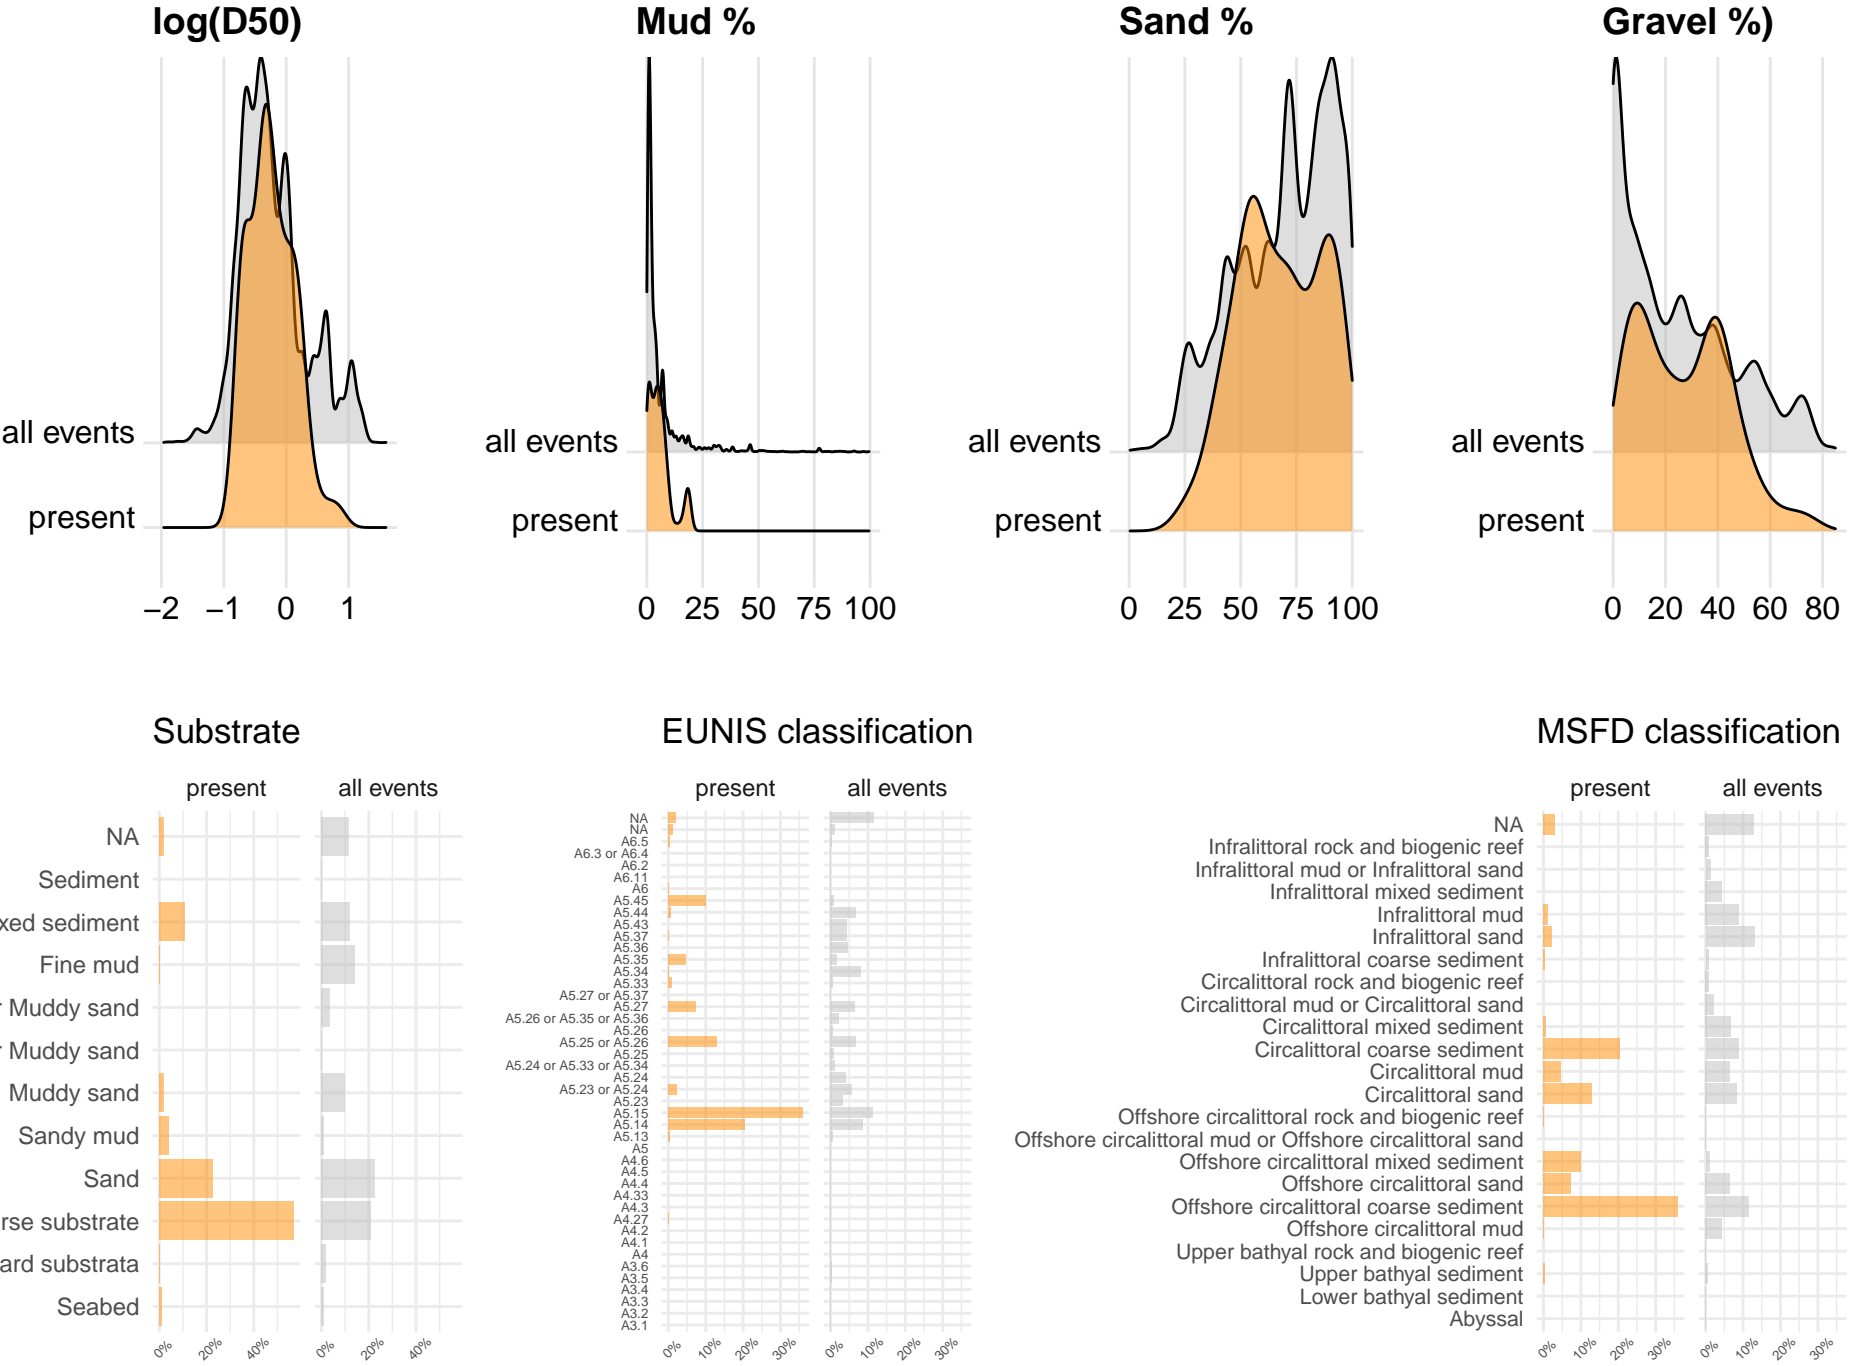 log(D50)
Mud %
Sand %
Gravel %)
all events
present
−2 −1 0 1
all events
present
0 25 50 75 100
all events
present
0 25 50 75 100
all events
present
0 20 40 60 80
Substrate
present all events
NA
Sediment
xed sediment
Fine mud
r Muddy sand
r Muddy sand
Muddy sand
Sandy mud
Sand
rse substrate
ard substrata
Seabed
0% 20% 40% 0% 20% 40%
EUNIS classification
present all events
NA
NA
A6.5
A6.3 or A6.4
A6.2
A6.11
A6
A5.45
A5.44
A5.43
A5.37
A5.36
A5.35
A5.34
A5.33
A5.27 or A5.37
A5.27
A5.26 or A5.35 or A5.36
A5.26
A5.25 or A5.26
A5.25
A5.24 or A5.33 or A5.34
A5.24
A5.23 or A5.24
A5.23
A5.15
A5.14
A5.13
A5
A4.6
A4.5
A4.4
A4.33
A4.3
A4.27
A4.2
A4.1
A4
A3.6
A3.5
A3.4
A3.3
A3.2
A3.1
0% 10% 20% 30% 0% 10% 20% 30%
MSFD classification
present all events
NA
Infralittoral rock and biogenic reef
Infralittoral mud or Infralittoral sand
Infralittoral mixed sediment
Infralittoral mud
Infralittoral sand
Infralittoral coarse sediment
Circalittoral rock and biogenic reef
Circalittoral mud or Circalittoral sand
Circalittoral mixed sediment
Circalittoral coarse sediment
Circalittoral mud
Circalittoral sand
Offshore circalittoral rock and biogenic reef
Offshore circalittoral mud or Offshore circalittoral sand
Offshore circalittoral mixed sediment
Offshore circalittoral sand
Offshore circalittoral coarse sediment
Offshore circalittoral mud
Upper bathyal rock and biogenic reef
Upper bathyal sediment
Lower bathyal sediment
Abyssal
0% 10% 20% 30% 0% 10% 20% 30%